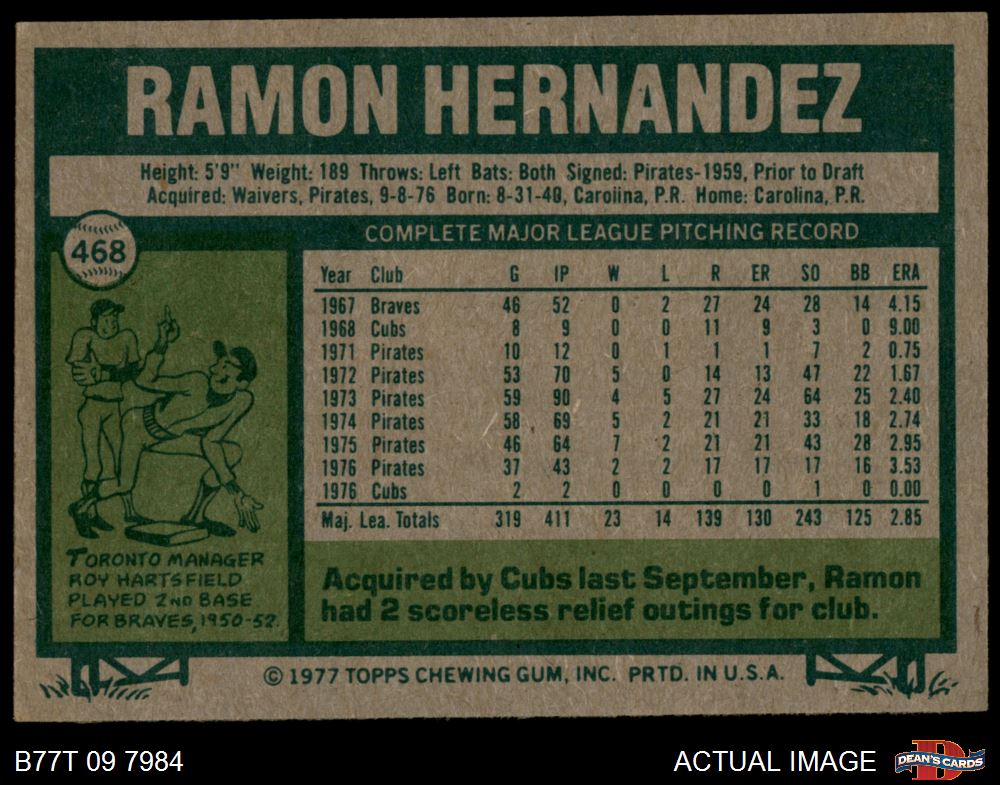 RAMON HERNANDEZ
Height: 5'9" Weight: 189 Throws: Left Bats: Both Signed: Pirates-1959, Prior to Draft
Acquired: Waivers, Pirates, 9-8-76 Born: 8-31-40, Carolina, P.R. Home: Carolina, P.R.
468
COMPLETE MAJOR LEAGUE PITCHING RECORD
Year Club G IP W L R ER SO BB ERA
1967 Braves 46 52 0 2 27 24 28 14 4.15
1968 Cubs 8 9 0 0 11 9 3 0 9.00
1971 Pirates 10 12 0 1 1 1 7 2 0.75
1972 Pirates 53 70 5 0 14 13 47 22 1.67
1973 Pirates 59 90 4 5 27 24 64 25 2.40
1974 Pirates 58 69 5 2 21 21 33 18 2.74
1975 Pirates 46 64 7 2 21 21 43 28 2.95
1976 Pirates 37 43 2 2 17 17 17 16 3.53
1976 Cubs 2 2 0 0 0 0 1 0 0.00
Maj. Lea. Totals 319 411 23 14 139 130 243 125 2.85
TORONTO MANAGER
ROY HARTSFIELD
PLAYED 2ND BASE
FOR BRAVES, 1950-52.
Acquired by Cubs last September, Ramon
had 2 scoreless relief outings for club.
© 1977 TOPPS CHEWING GUM, INC. PRTD. IN U.S.A.
B77T 09 7984
ACTUAL IMAGE
D
DEAN'S CARDS